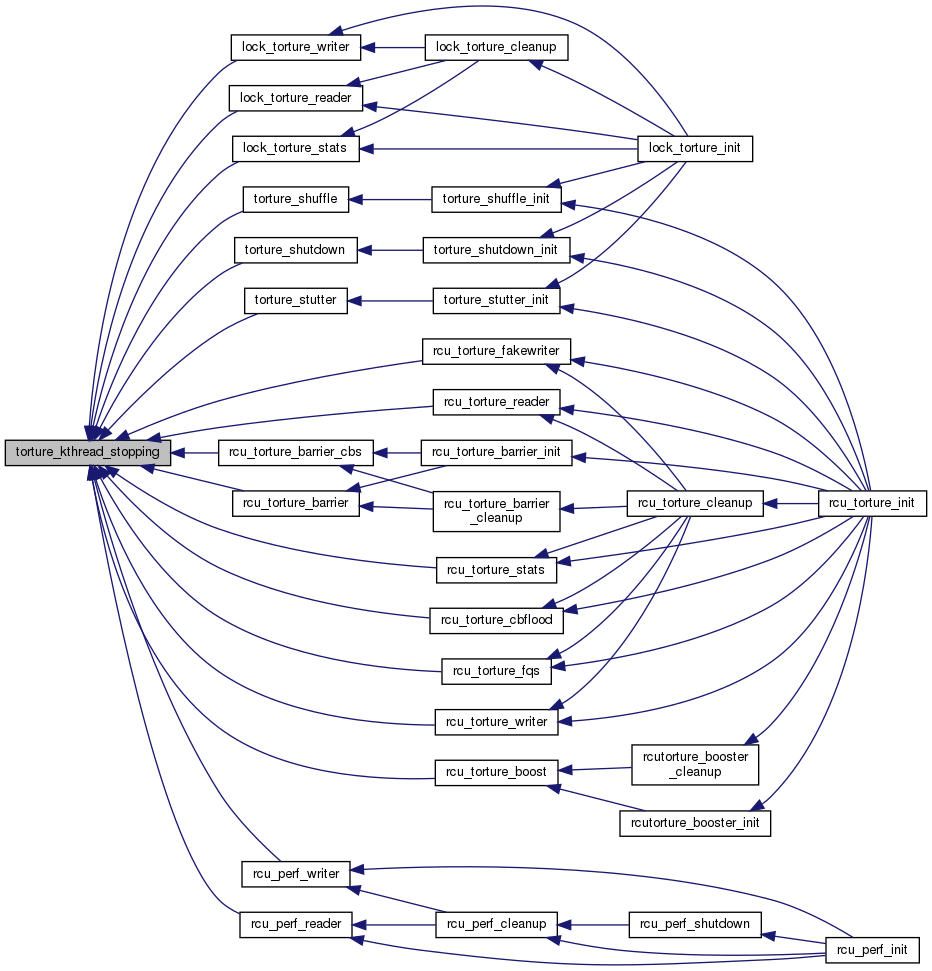 lock_torture_writer
lock_torture_cleanup
lock_torture_reader
lock_torture_stats
lock_torture_init
torture_shuffle
torture_shuffle_init
torture_shutdown
torture_shutdown_init
torture_stutter
torture_stutter_init
rcu_torture_fakewriter
rcu_torture_reader
torture_kthread_stopping
rcu_torture_barrier_cbs
rcu_torture_barrier_init
rcu_torture_barrier
rcu_torture_barrier
_cleanup
rcu_torture_cleanup
rcu_torture_init
rcu_torture_stats
rcu_torture_cbflood
rcu_torture_fqs
rcu_torture_writer
rcu_torture_boost
rcutorture_booster
_cleanup
rcutorture_booster_init
rcu_perf_writer
rcu_perf_reader
rcu_perf_cleanup
rcu_perf_shutdown
rcu_perf_init